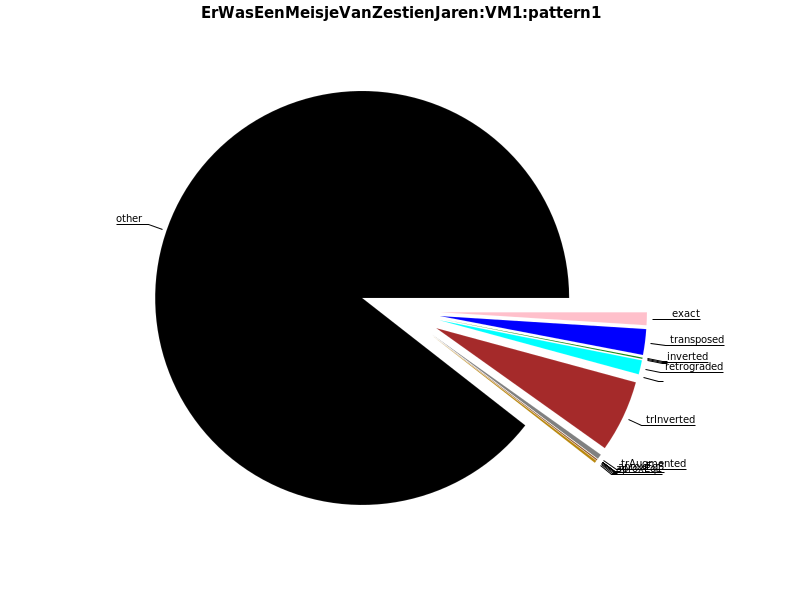 ErWasEenMeisjeVanZestienJaren:VM1:pattern1
other
exact
transposed
inverted
retrograded
trInverted
trAugmented